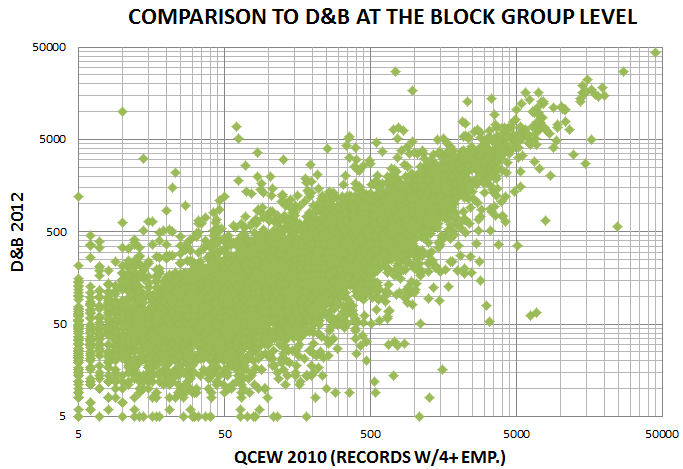 COMPARISON TO D&B AT THE BLOCK GROUP LEVEL
50000
5000
500
50
5
D&B 2012
5 50 500 5000 50000
QCEW 2010 (RECORDS W/4+ EMP.)